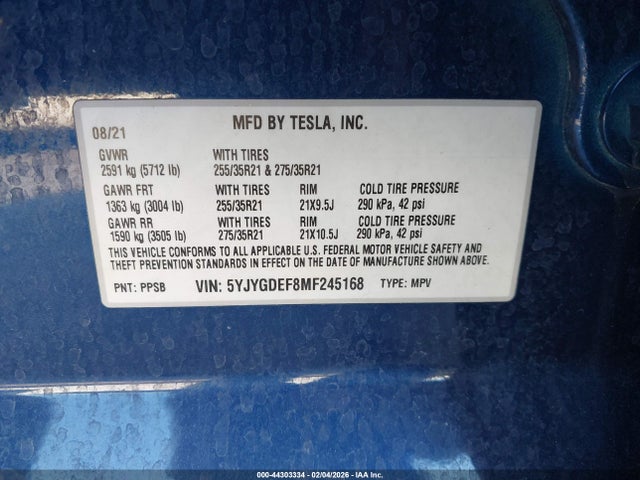 08/21 MFD BY TESLA, INC.
GVWR WITH TIRES
2591 kg (5712 lb) 255/35R21 & 275/35R21
GAWR FRT WITH TIRES RIM COLD TIRE PRESSURE
1363 kg (3004 lb) 255/35R21 21X9.5J 290 kPa, 42 psi
GAWR RR WITH TIRES RIM COLD TIRE PRESSURE
1590 kg (3505 lb) 275/35R21 21X10.5J 290 kPa, 42 psi
THIS VEHICLE CONFORMS TO ALL APPLICABLE U.S. FEDERAL MOTOR VEHICLE SAFETY AND
THEFT PREVENTION STANDARDS IN EFFECT ON THE DATE OF MANUFACTURE SHOWN ABOVE.
PNT: PPSB VIN: 5YJYGDEF8MF245168 TYPE: MPV
000-44303334 - 02/04/2026 - IAA Inc.